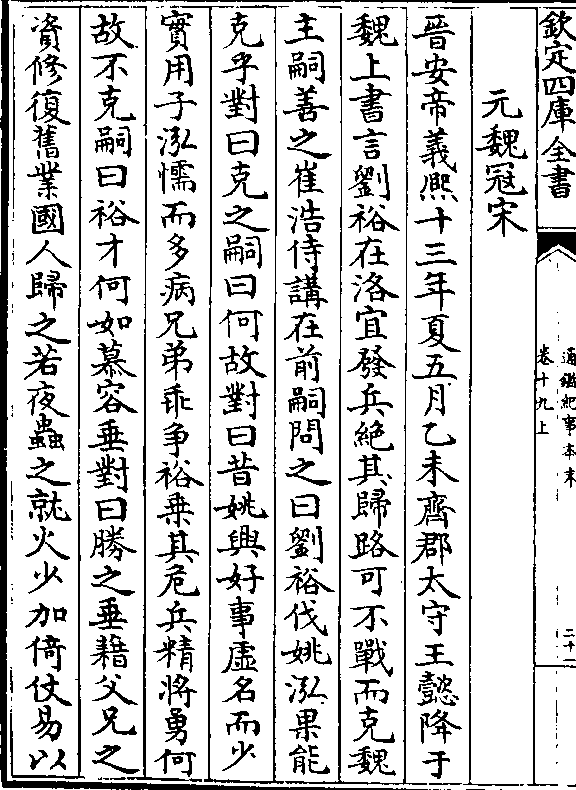 欽定四庫全書
通鑑紀事本末
卷十九上
二十一
元魏冦宋
晉安帝義熙十三年夏五月乙未齊郡太守王懿降于
魏上書言劉裕在洛宜發兵絶其歸路可不戰而克魏
主嗣善之崔浩侍講在前嗣問之曰劉裕伐姚泓果能
克乎對曰克之嗣曰何故對曰昔姚興好事虚名而少
實用子泓懦而多病兄弟乖争裕乘其危兵精將勇何
故不克嗣曰裕才何如慕容垂對曰勝之垂藉父兄之
資修復舊業國人歸之若夜蟲之就火少加倚仗易以